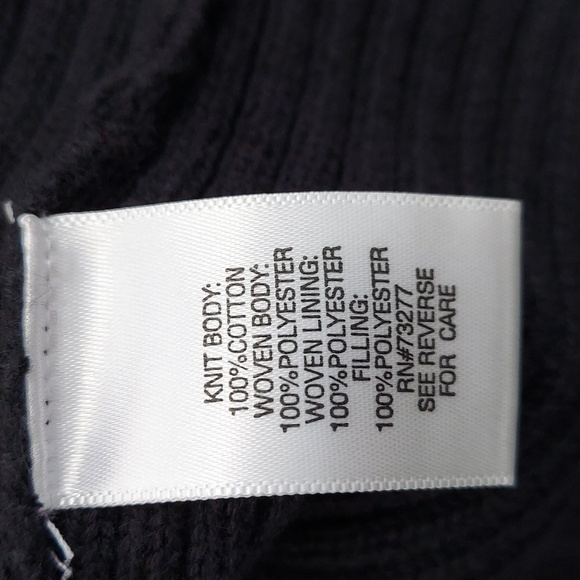 KNIT BODY:
100%COTTON
WOVEN BODY:
100%POLYESTER
WOVEN LINING:
100%POLYESTER
FILLING:
100%POLYESTER
RN#73277
SEE REVERSE
FOR CARE